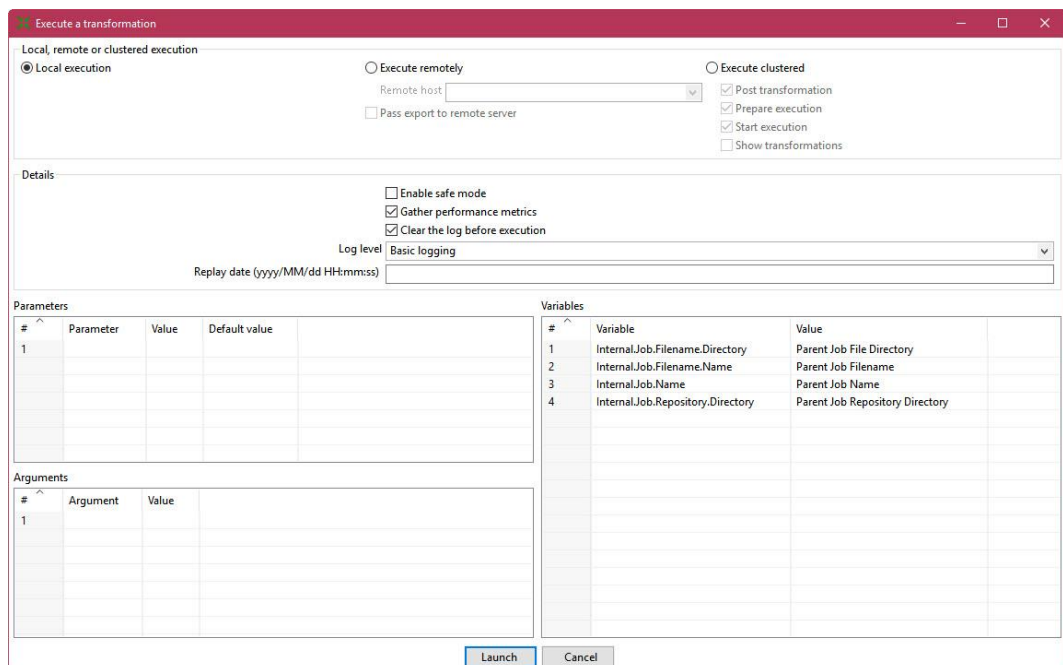 Execute a transformation
Local, remote or clustered execution
Local execution
Execute remotely
Execute clustered
Remote host
Post transformation
Prepare execution
Pass export to remote server
Start execution
Show transformations
Details
Enable safe mode
Gather performance metrics
Clear the log before execution
Log level Basic logging
Replay date (yyyy/MM/dd HH:mm:ss)
Parameters
# Parameter Value Default value
1
Arguments
# Argument Value
1
Variables
# Variable Value
1 Internal.Job.Filename.Directory Parent Job File Directory
2 Internal.Job.Filename.Name Parent Job Filename
3 Internal.Job.Name Parent Job Name
4 Internal.Job.Repository.Directory Parent Job Repository Directory
Launch Cancel